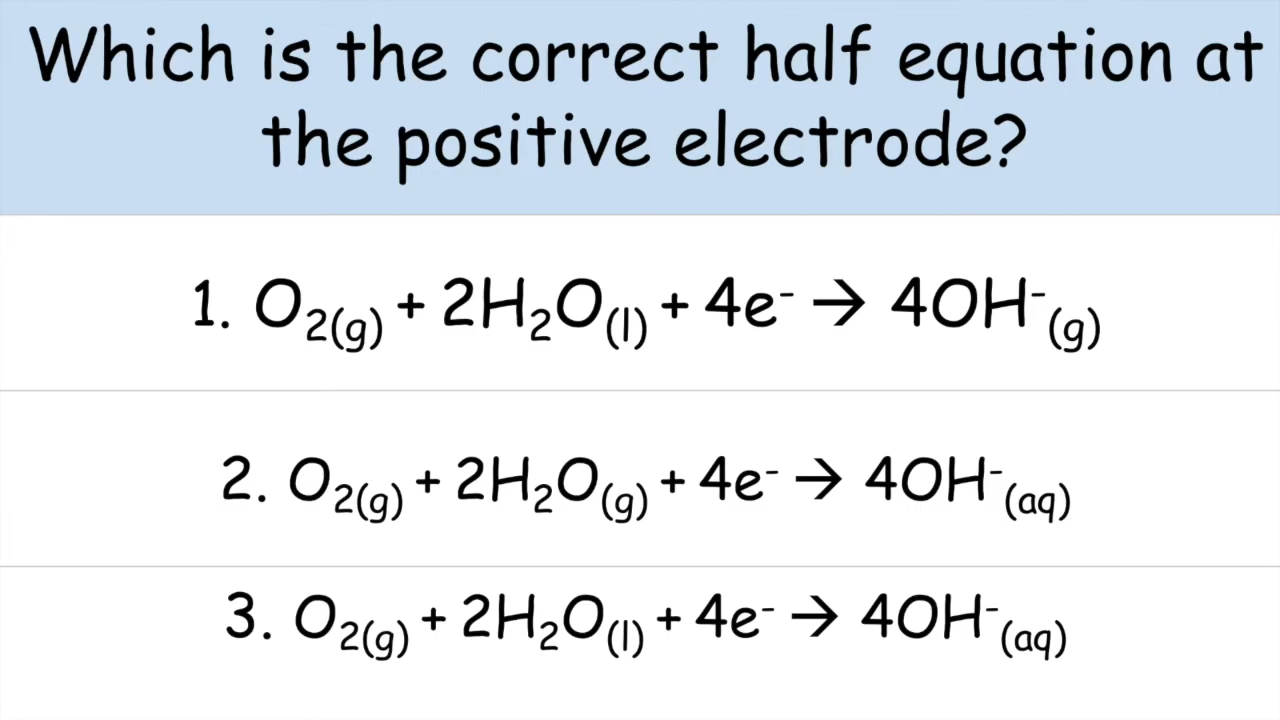 Which is the correct half equation at
the positive electrode?
1. O₂(g) + 2H₂O(l) + 4e⁻ → 4OH⁻(g)
2. O₂(g) + 2H₂O(g) + 4e⁻ → 4OH⁻(aq)
3. O₂(g) + 2H₂O(l) + 4e⁻ → 4OH⁻(aq)